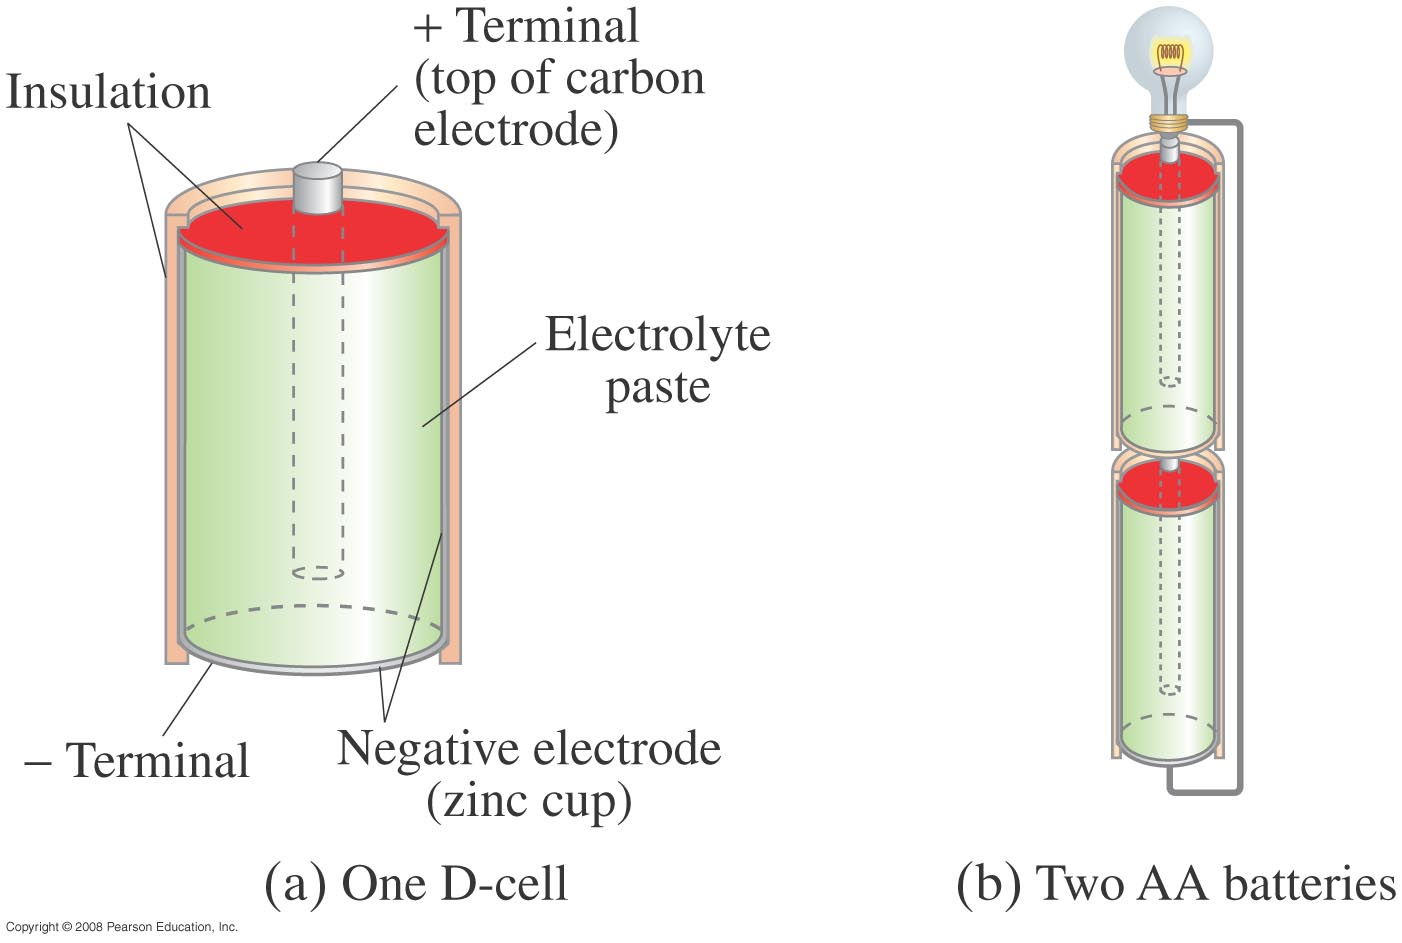 + Terminal
(top of carbon
electrode)
Insulation
Electrolyte
paste
– Terminal
Negative electrode
(zinc cup)
(a) One D-cell
(b) Two AA batteries
Copyright © 2008 Pearson Education, Inc.